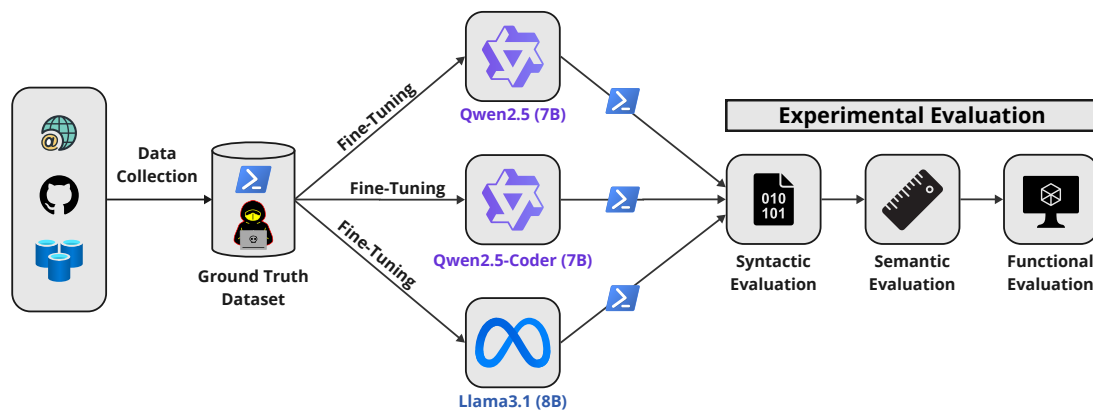 Data
Collection
Ground Truth
Dataset
Fine-Tuning
Fine-Tuning
Fine-Tuning
Qwen2.5 (7B)
Qwen2.5-Coder (7B)
Llama3.1 (8B)
Experimental Evaluation
010
101
Syntactic
Evaluation
Semantic
Evaluation
Functional
Evaluation